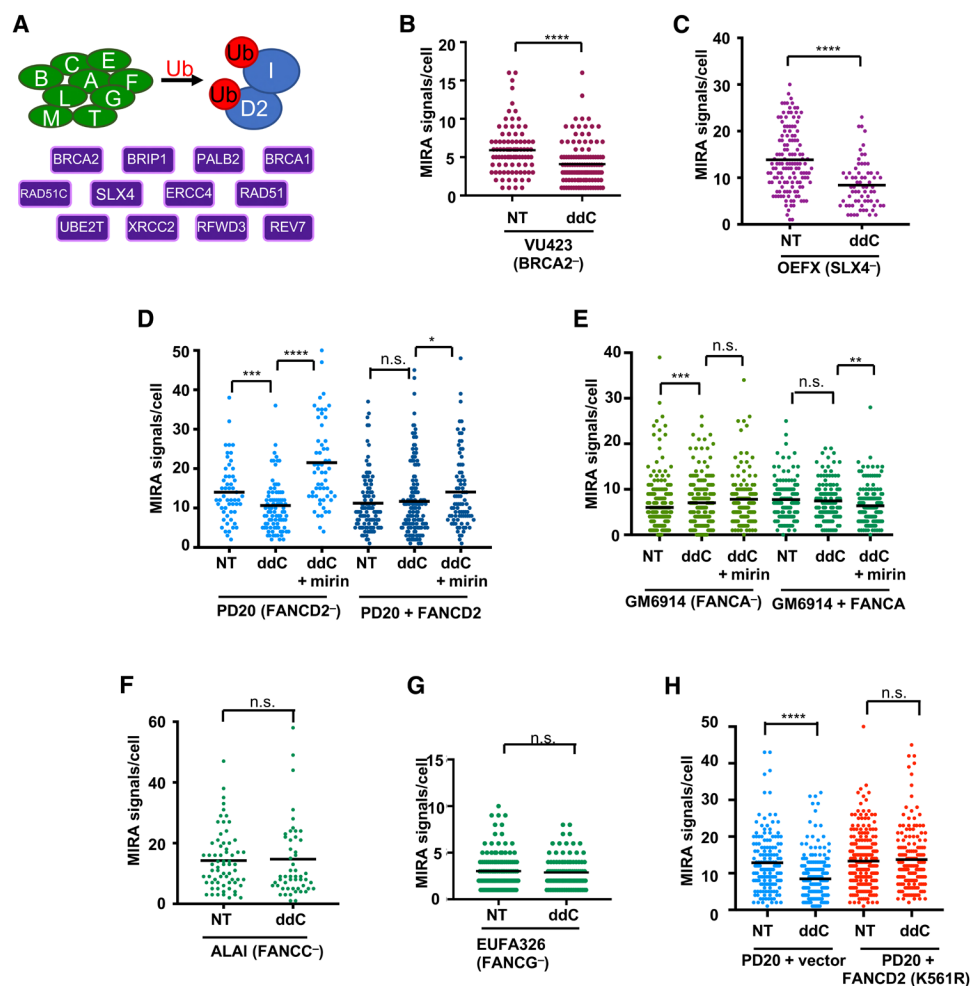 A
C
E
B
A
F
L
G
M
T
Ub
Ub
I
Ub
D2
BRCA2
BRIP1
PALB2
BRCA1
RAD51C
SLX4
ERCC4
RAD51
UBE2T
XRCC2
RFWD3
REV7
B
MIRA signals/cell
20
15
10
5
0
****
NT
ddC
VU423
(BRCA2–)
C
MIRA signals/cell
40
30
20
10
0
****
NT
ddC
OEFX (SLX4–)
D
MIRA signals/cell
50
40
30
20
10
0
***
****
n.s.
*
NT
ddC
ddC
+ mirin
NT
ddC
ddC
+ mirin
PD20 (FANCD2–)
PD20 + FANCD2
E
MIRA signals/cell
40
30
20
10
0
***
n.s.
n.s.
**
NT
ddC
ddC
+ mirin
NT
ddC
ddC
+ mirin
GM6914 (FANCA–)
GM6914 + FANCA
F
MIRA signals/cell
60
40
20
0
n.s.
NT
ddC
ALAI (FANCC–)
G
MIRA signals/cell
15
10
5
0
n.s.
NT
ddC
EUFA326
(FANCG–)
H
MIRA signals/cell
50
40
30
20
10
0
****
n.s.
NT
ddC
NT
ddC
PD20 + vector
PD20 +
FANCD2 (K561R)